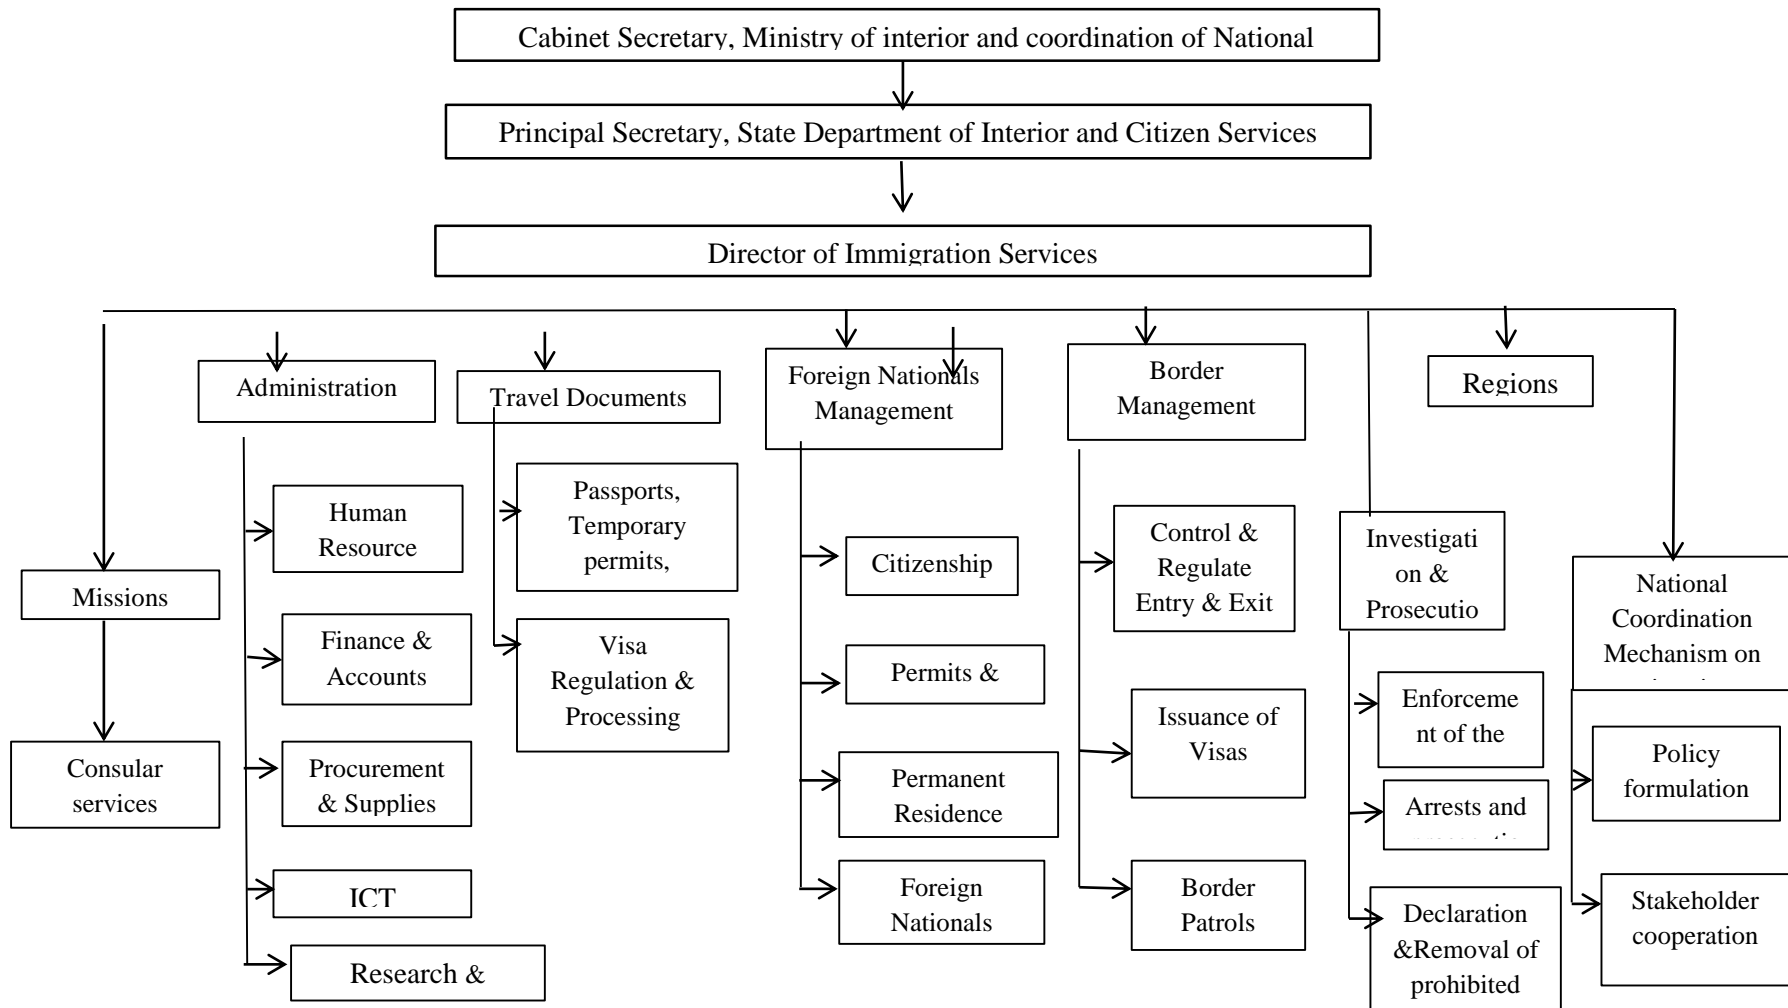 Cabinet Secretary, Ministry of interior and coordination of National
Principal Secretary, State Department of Interior and Citizen Services
Director of Immigration Services
Administration
Travel Documents
Foreign Nationals
Management
Border
Management
Regions
Human
Resource
Passports,
Temporary
permits,
Citizenship
Control &
Regulate
Entry & Exit
Investigati
on &
Prosecutio
National
Coordination
Mechanism on
Missions
Finance &
Accounts
Visa
Regulation &
Processing
Permits &
Issuance of
Visas
Enforceme
nt of the
Policy
formulation
Consular
services
Procurement
& Supplies
Permanent
Residence
Arrests and
ICT
Foreign
Nationals
Border
Patrols
Declaration
&Removal of
prohibited
Stakeholder
cooperation
Research &